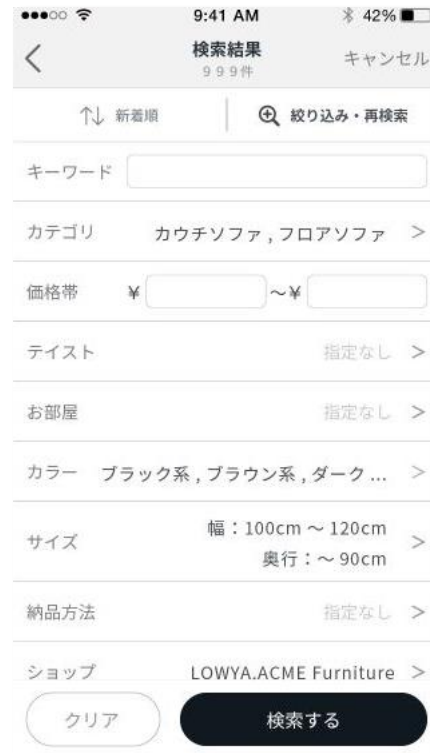 9:41 AM
42%
検索結果
キャンセル
999件
↑↓ 新着順
絞り込み・再検索
キーワード
カテゴリ カウチソファ , フロアソファ >
価格帯 ¥ ～¥
テイスト 指定なし >
お部屋 指定なし >
カラー ブラック系 , ブラウン系 , ダーク ... >
サイズ 幅：100cm ～ 120cm >
奥行：～ 90cm
納品方法 指定なし >
ショップ LOWYA.ACME Furniture >
クリア
検索する